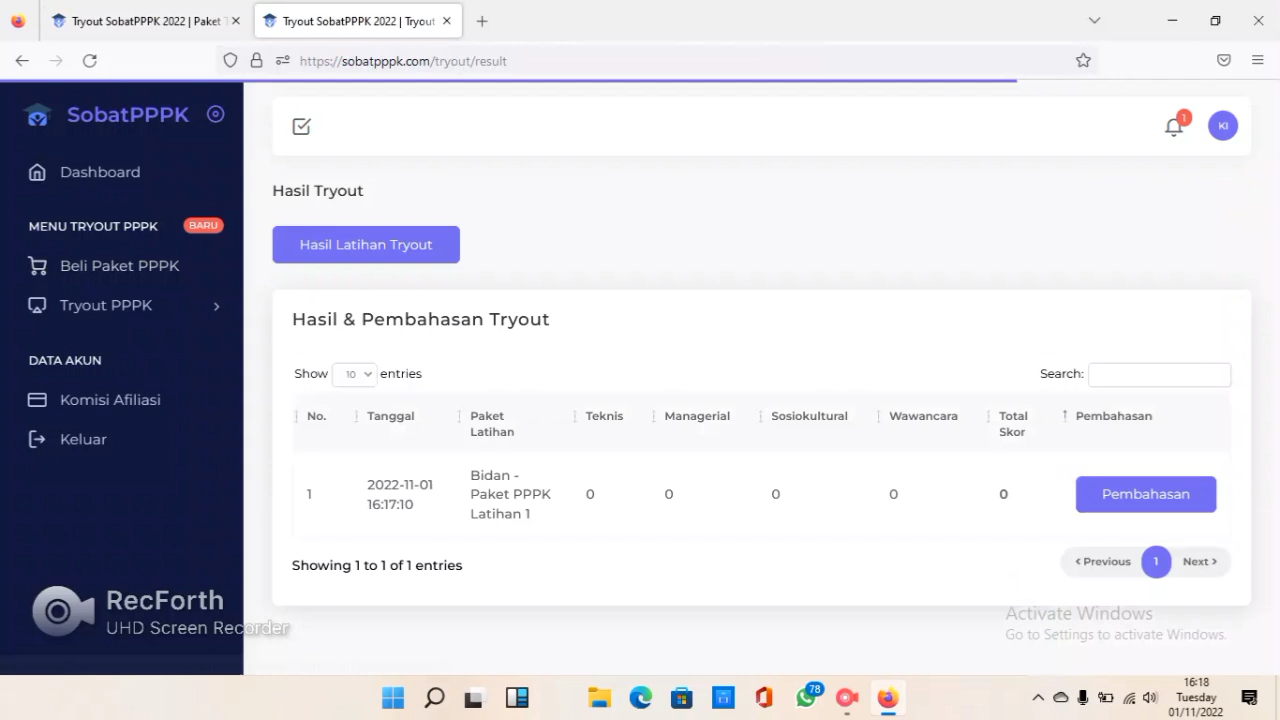 Tryout SobatPPPK 2022 | Paket T
Tryout SobatPPPK 2022 | Tryout
https://sobatpppk.com/tryout/result
SobatPPPK
Dashboard
MENU TRYOUT PPPK BARU
Beli Paket PPPK
Tryout PPPK
DATA AKUN
Komisi Afiliasi
Keluar
1
KI
Hasil Tryout
Hasil Latihan Tryout
Hasil & Pembahasan Tryout
Show 10 entries
Search:
No. Tanggal Paket Latihan Teknis Managerial Sosiokultural Wawancara Total Skor Pembahasan
1 2022-11-01 16:17:10 Bidan - Paket PPPK Latihan 1 0 0 0 0 0 Pembahasan
Showing 1 to 1 of 1 entries
Previous 1 Next
RecForth
UHD Screen Recorder
Activate Windows
Go to Settings to activate Windows.
78
16:18
Tuesday
01/11/2022